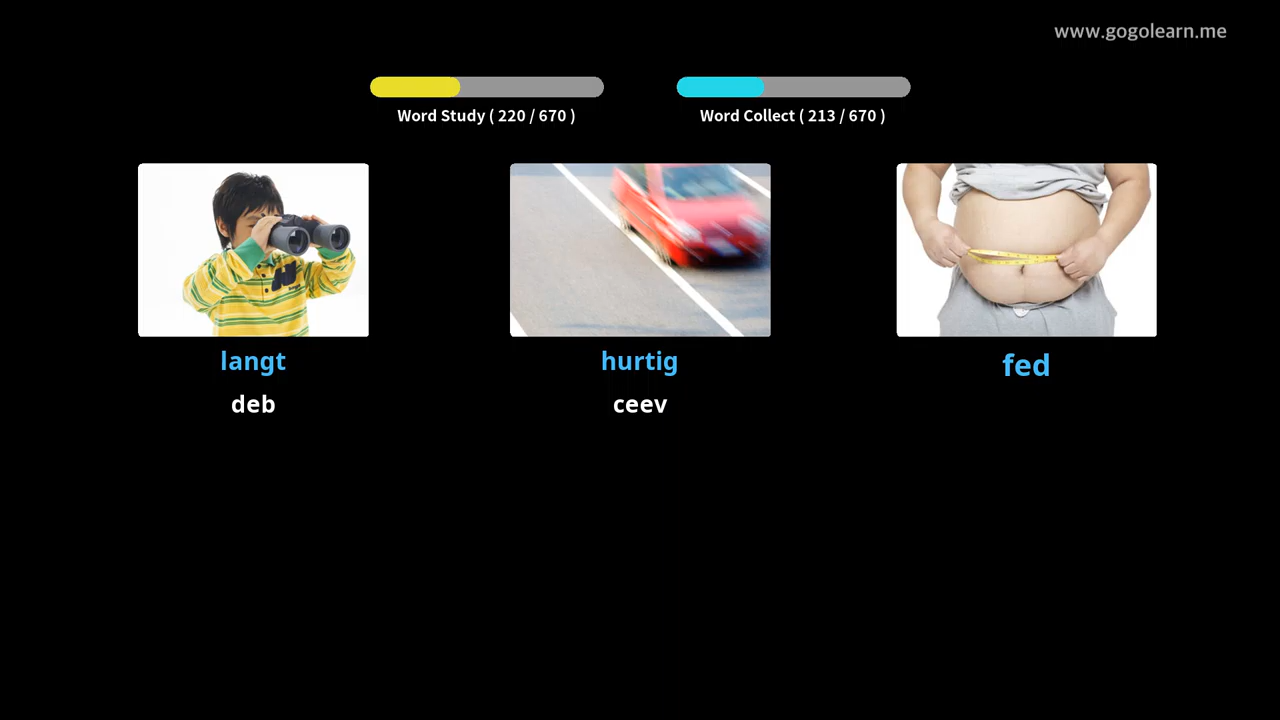 www.gogolearn.me
Word Study ( 220 / 670 )
Word Collect ( 213 / 670 )
langt
hurtig
fed
deb
ceev